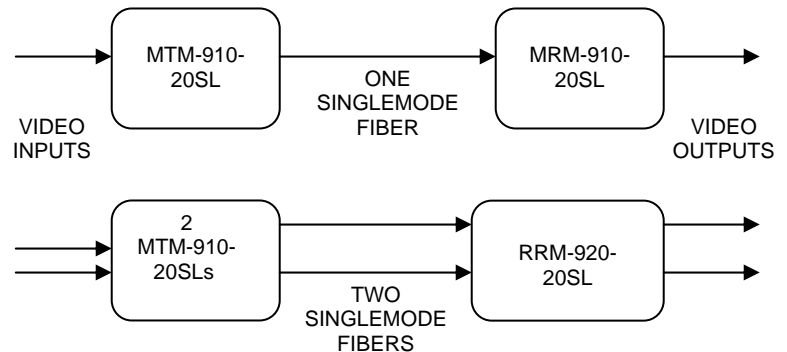 MTM-910-
20SL
ONE
SINGLEMODE
FIBER
MRM-910-
20SL
VIDEO
INPUTS
VIDEO
OUTPUTS
2
MTM-910-
20SLs
TWO
SINGLEMODE
FIBERS
RRM-920-
20SL